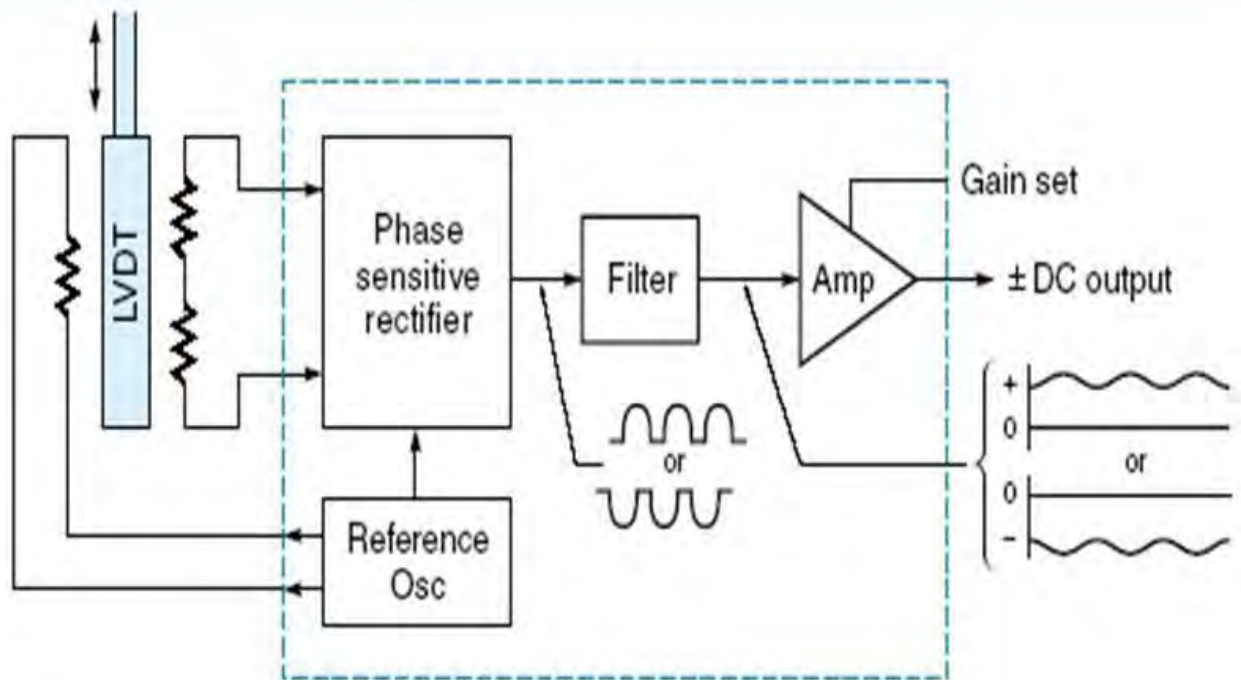 LVDT
Phase
sensitive
rectifier
Filter
Amp
Gain set
± DC output
or
+
0
or
0
−
Reference
Osc